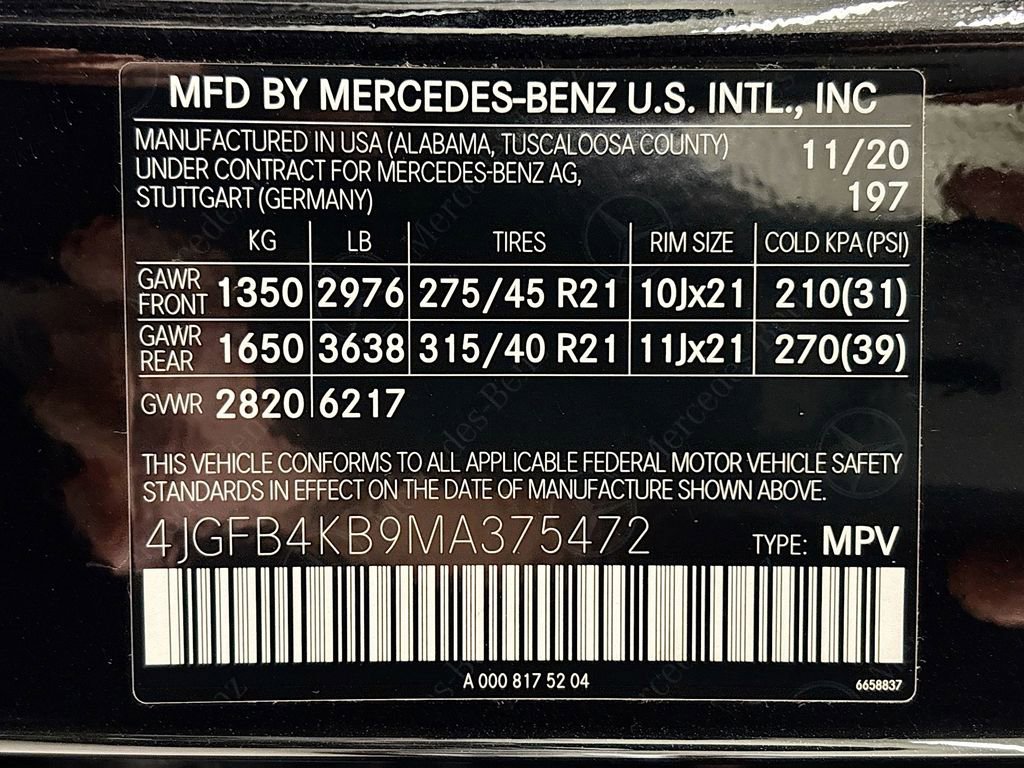 MFD BY MERCEDES-BENZ U.S. INTL., INC
MANUFACTURED IN USA (ALABAMA, TUSCALOOSA COUNTY) 11/20
UNDER CONTRACT FOR MERCEDES-BENZ AG,
STUTTGART (GERMANY) 197
KG LB TIRES RIM SIZE COLD KPA (PSI)
GAWR FRONT 1350 2976 275/45 R21 10Jx21 210(31)
GAWR REAR 1650 3638 315/40 R21 11Jx21 270(39)
GVWR 2820 6217
THIS VEHICLE CONFORMS TO ALL APPLICABLE FEDERAL MOTOR VEHICLE SAFETY
STANDARDS IN EFFECT ON THE DATE OF MANUFACTURE SHOWN ABOVE.
4JGFB4KB9MA375472 TYPE: MPV
A 000 817 52 04 6658837